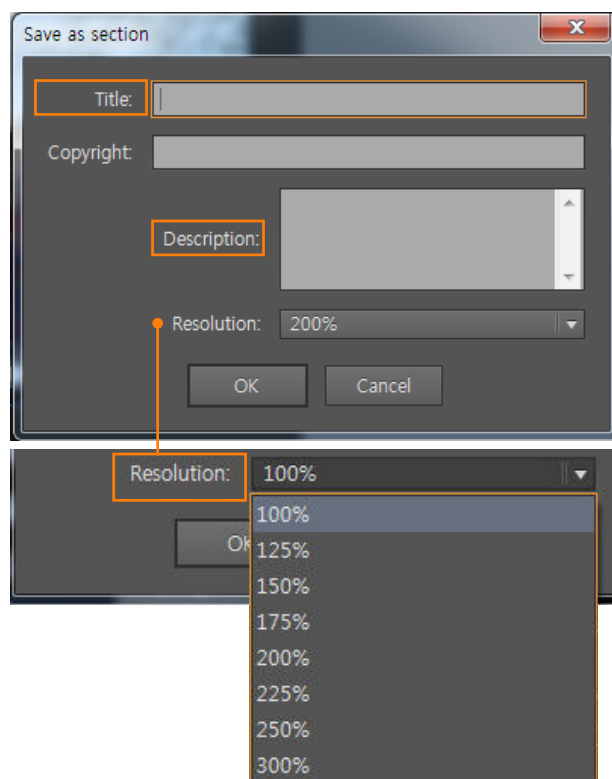 Save as section
Title:
Copyright:
Description:
Resolution: 200%
OK Cancel
Resolution: 100%
100%
OK
125%
150%
175%
200%
225%
250%
300%